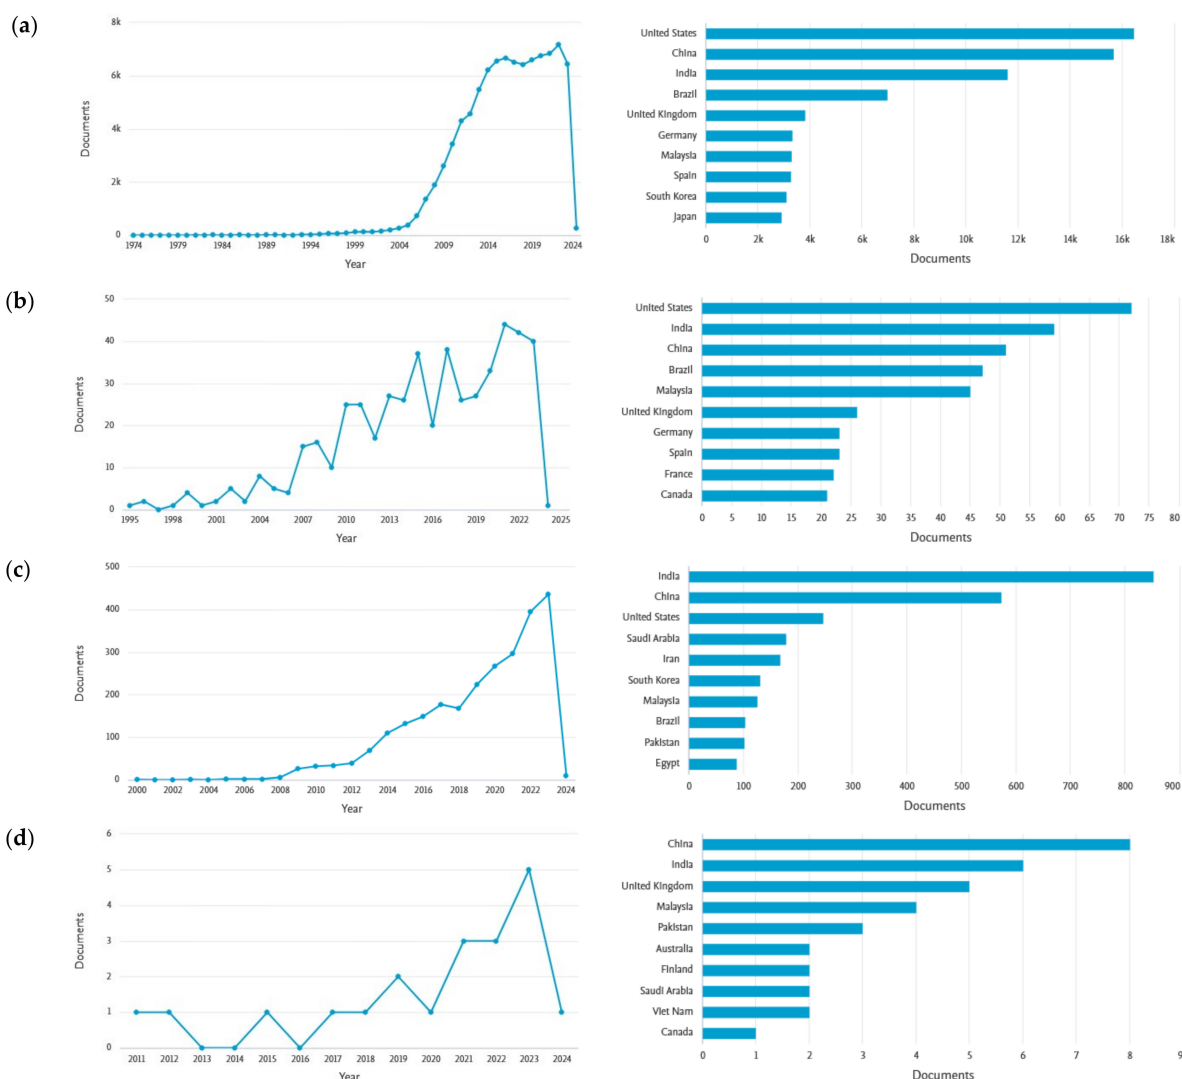 (a)
8k
6k
4k
2k
0
Documents
1974 1979 1984 1989 1994 1999 2004 2009 2014 2019 2024
Year
United States
China
India
Brazil
United Kingdom
Germany
Malaysia
Spain
South Korea
Japan
0 2k 4k 6k 8k 10k 12k 14k 16k 18k
Documents
(b)
50
40
30
20
10
0
Documents
1995 1998 2001 2004 2007 2010 2013 2016 2019 2022 2025
Year
United States
India
China
Brazil
Malaysia
United Kingdom
Germany
Spain
France
Canada
0 5 10 15 20 25 30 35 40 45 50 55 60 65 70 75 80
Documents
(c)
500
400
300
200
100
0
Documents
2000 2002 2004 2006 2008 2010 2012 2014 2016 2018 2020 2022 2024
Year
India
China
United States
Saudi Arabia
Iran
South Korea
Malaysia
Brazil
Pakistan
Egypt
0 100 200 300 400 500 600 700 800 900
Documents
(d)
6
5
4
3
2
1
0
Documents
2011 2012 2013 2014 2015 2016 2017 2018 2019 2020 2021 2022 2023 2024
Year
China
India
United Kingdom
Malaysia
Pakistan
Australia
Finland
Saudi Arabia
Viet Nam
Canada
0 1 2 3 4 5 6 7 8 9
Documents